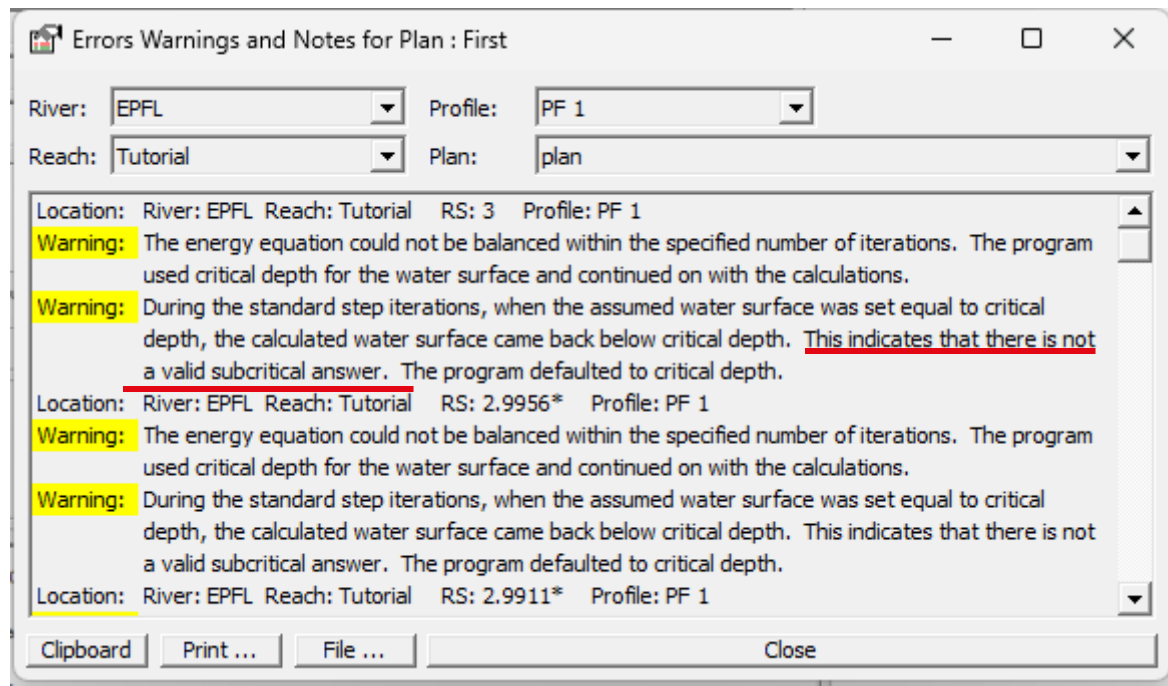 Errors Warnings and Notes for Plan : First
River: EPFL Profile: PF 1
Reach: Tutorial Plan: plan
Location: River: EPFL Reach: Tutorial RS: 3 Profile: PF 1
Warning: The energy equation could not be balanced within the specified number of iterations. The program
used critical depth for the water surface and continued on with the calculations.
Warning: During the standard step iterations, when the assumed water surface was set equal to critical
depth, the calculated water surface came back below critical depth. This indicates that there is not
a valid subcritical answer. The program defaulted to critical depth.
Location: River: EPFL Reach: Tutorial RS: 2.9956* Profile: PF 1
Warning: The energy equation could not be balanced within the specified number of iterations. The program
used critical depth for the water surface and continued on with the calculations.
Warning: During the standard step iterations, when the assumed water surface was set equal to critical
depth, the calculated water surface came back below critical depth. This indicates that there is not
a valid subcritical answer. The program defaulted to critical depth.
Location: River: EPFL Reach: Tutorial RS: 2.9911* Profile: PF 1
Clipboard Print ... File ... Close